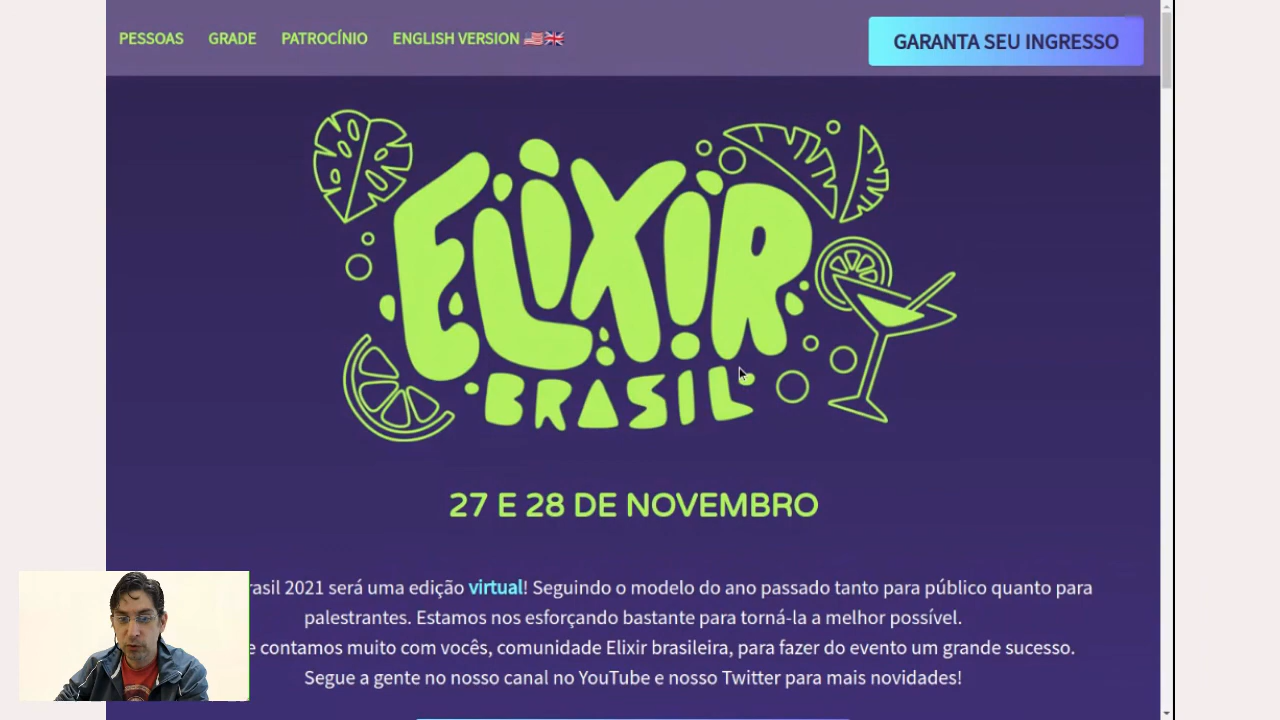 PESSOAS GRADE PATROCÍNIO ENGLISH VERSION
GARANTA SEU INGRESSO
ELIXIR
BRASIL
27 E 28 DE NOVEMBRO
2021 será uma edição virtual! Seguindo o modelo do ano passado tanto para público quanto para
palestrantes. Estamos nos esforçando bastante para torná-la a melhor possível.
contamos muito com vocês, comunidade Elixir brasileira, para fazer do evento um grande sucesso.
Segue a gente no nosso canal no YouTube e nosso Twitter para mais novidades!